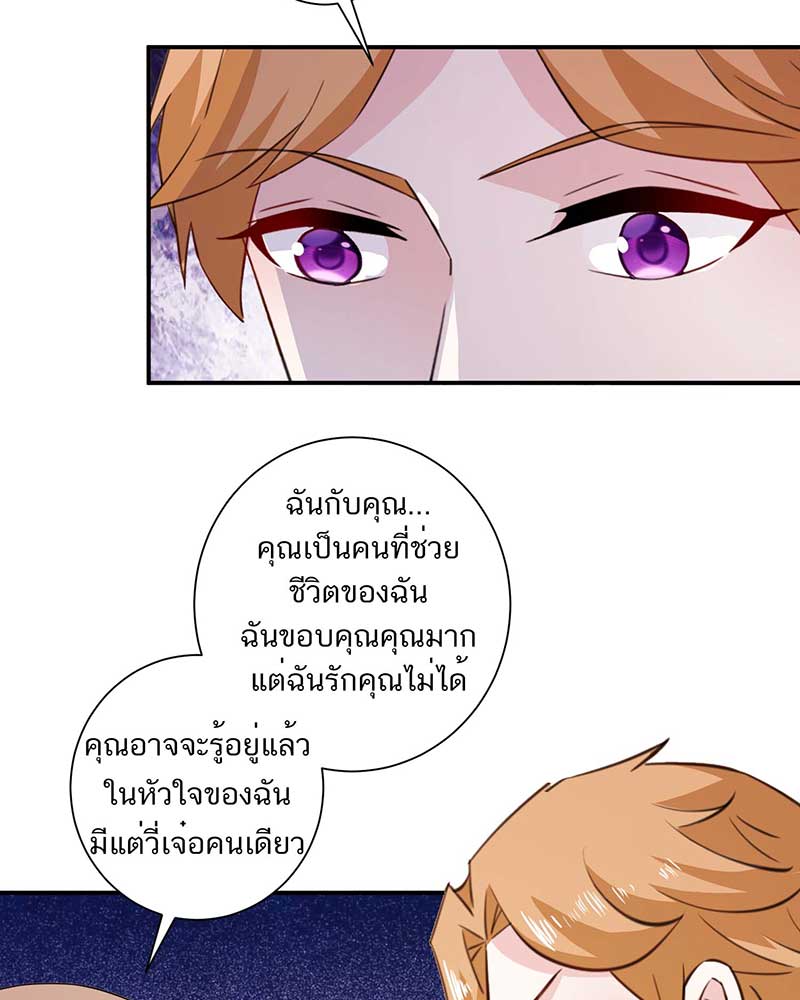 ฉันกับคุณ...
คุณเป็นคนที่ช่วย
ชีวิตของฉัน
ฉันขอบคุณคุณมาก
แต่ฉันรักคุณไม่ได้
คุณอาจจะรู้อยู่แล้ว
ในหัวใจของฉัน
มีแต่วี่เจ๋อคนเดียว